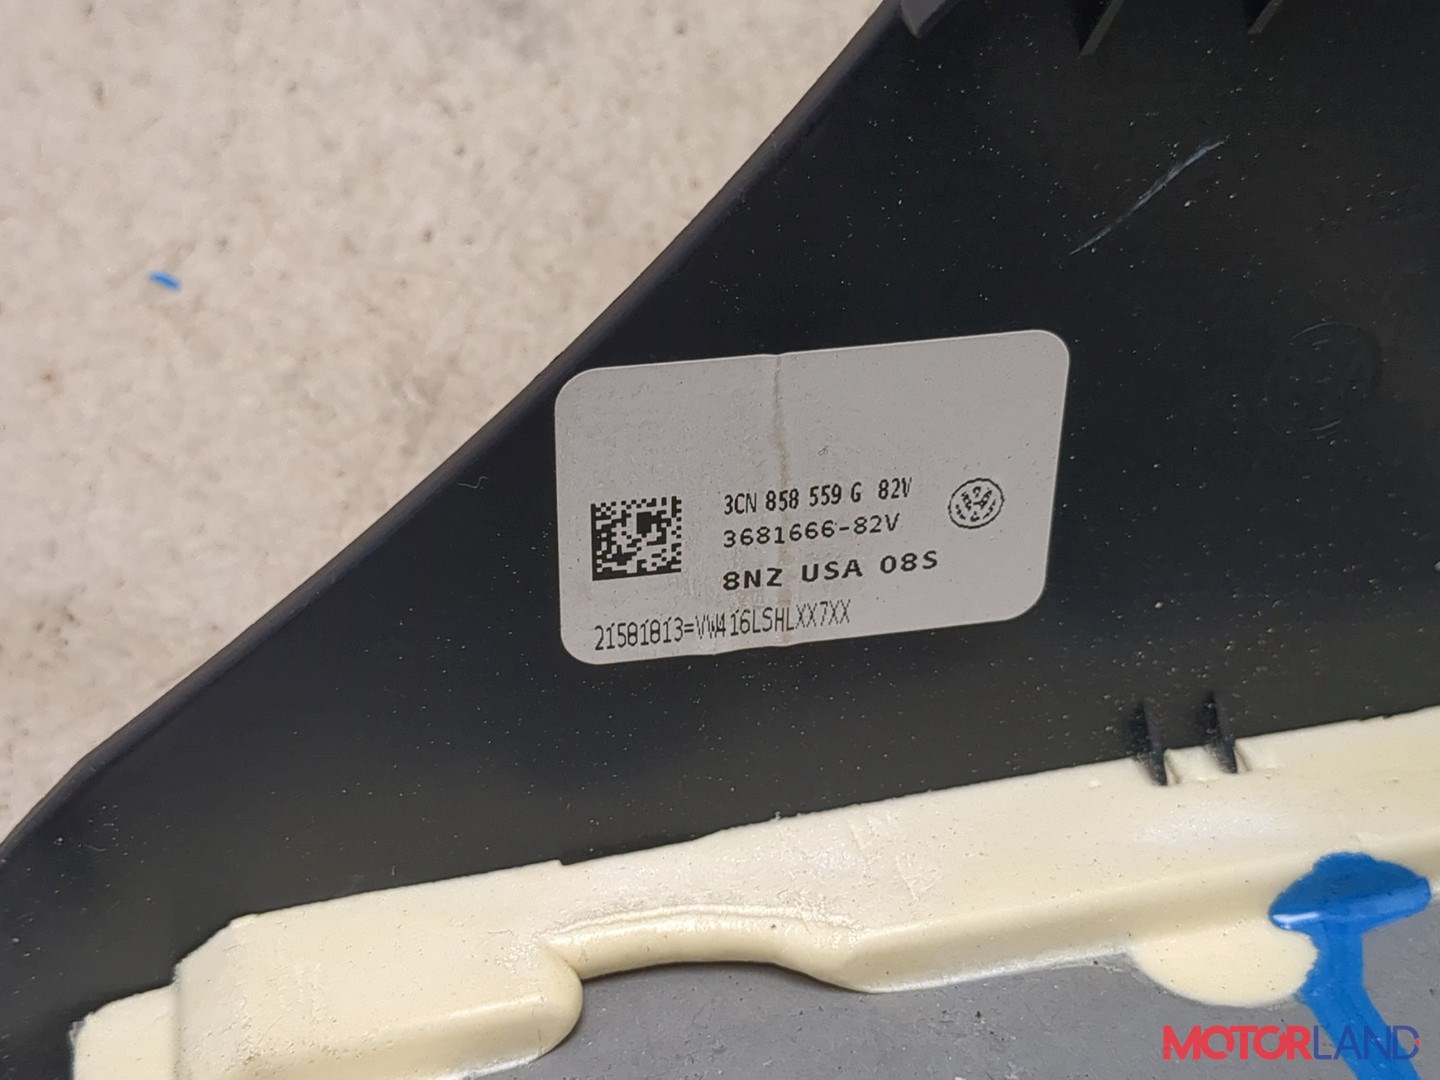 3CN 858 559 G 82V
3681666-82V
8NZ USA 08S
21581813=VW416LSHLXX7XX
MOTORLAND